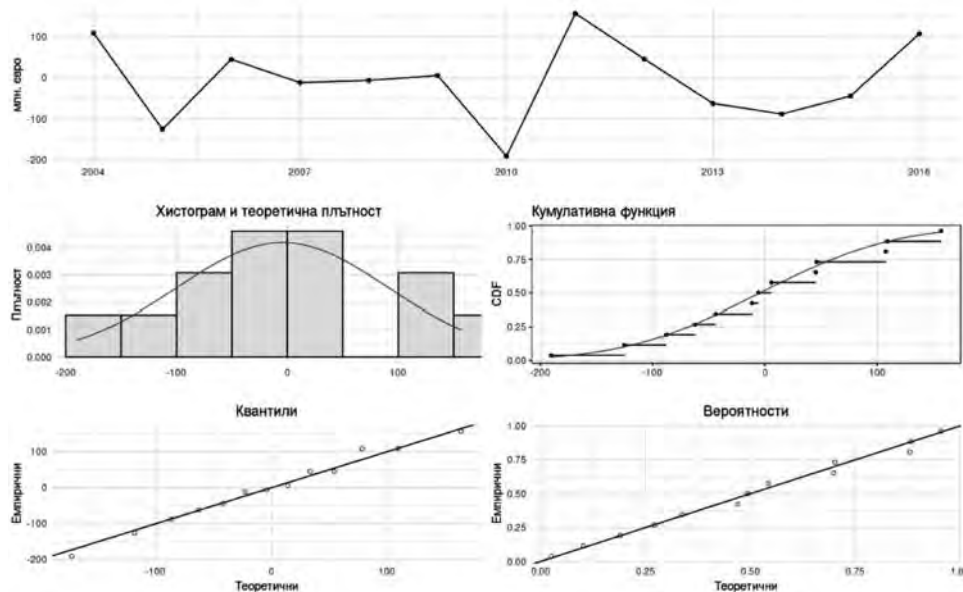 100
0
-100
-200
млн. евро
2004 2007 2010 2013 2016
Хистограм и теоретична плътност
0.004
0.003
0.002
0.001
0.000
Плътност
-200 -100 0 100
Кумулативна функция
1.00
0.75
0.50
0.25
0.00
CDF
-200 -100 0 100
Квантили
100
0
-100
-200
Емпирични
-100 0 100
Теоретични
Вероятности
1.00
0.75
0.50
0.25
0.00
Емпирични
0.00 0.25 0.50 0.75 1.0
Теоретични